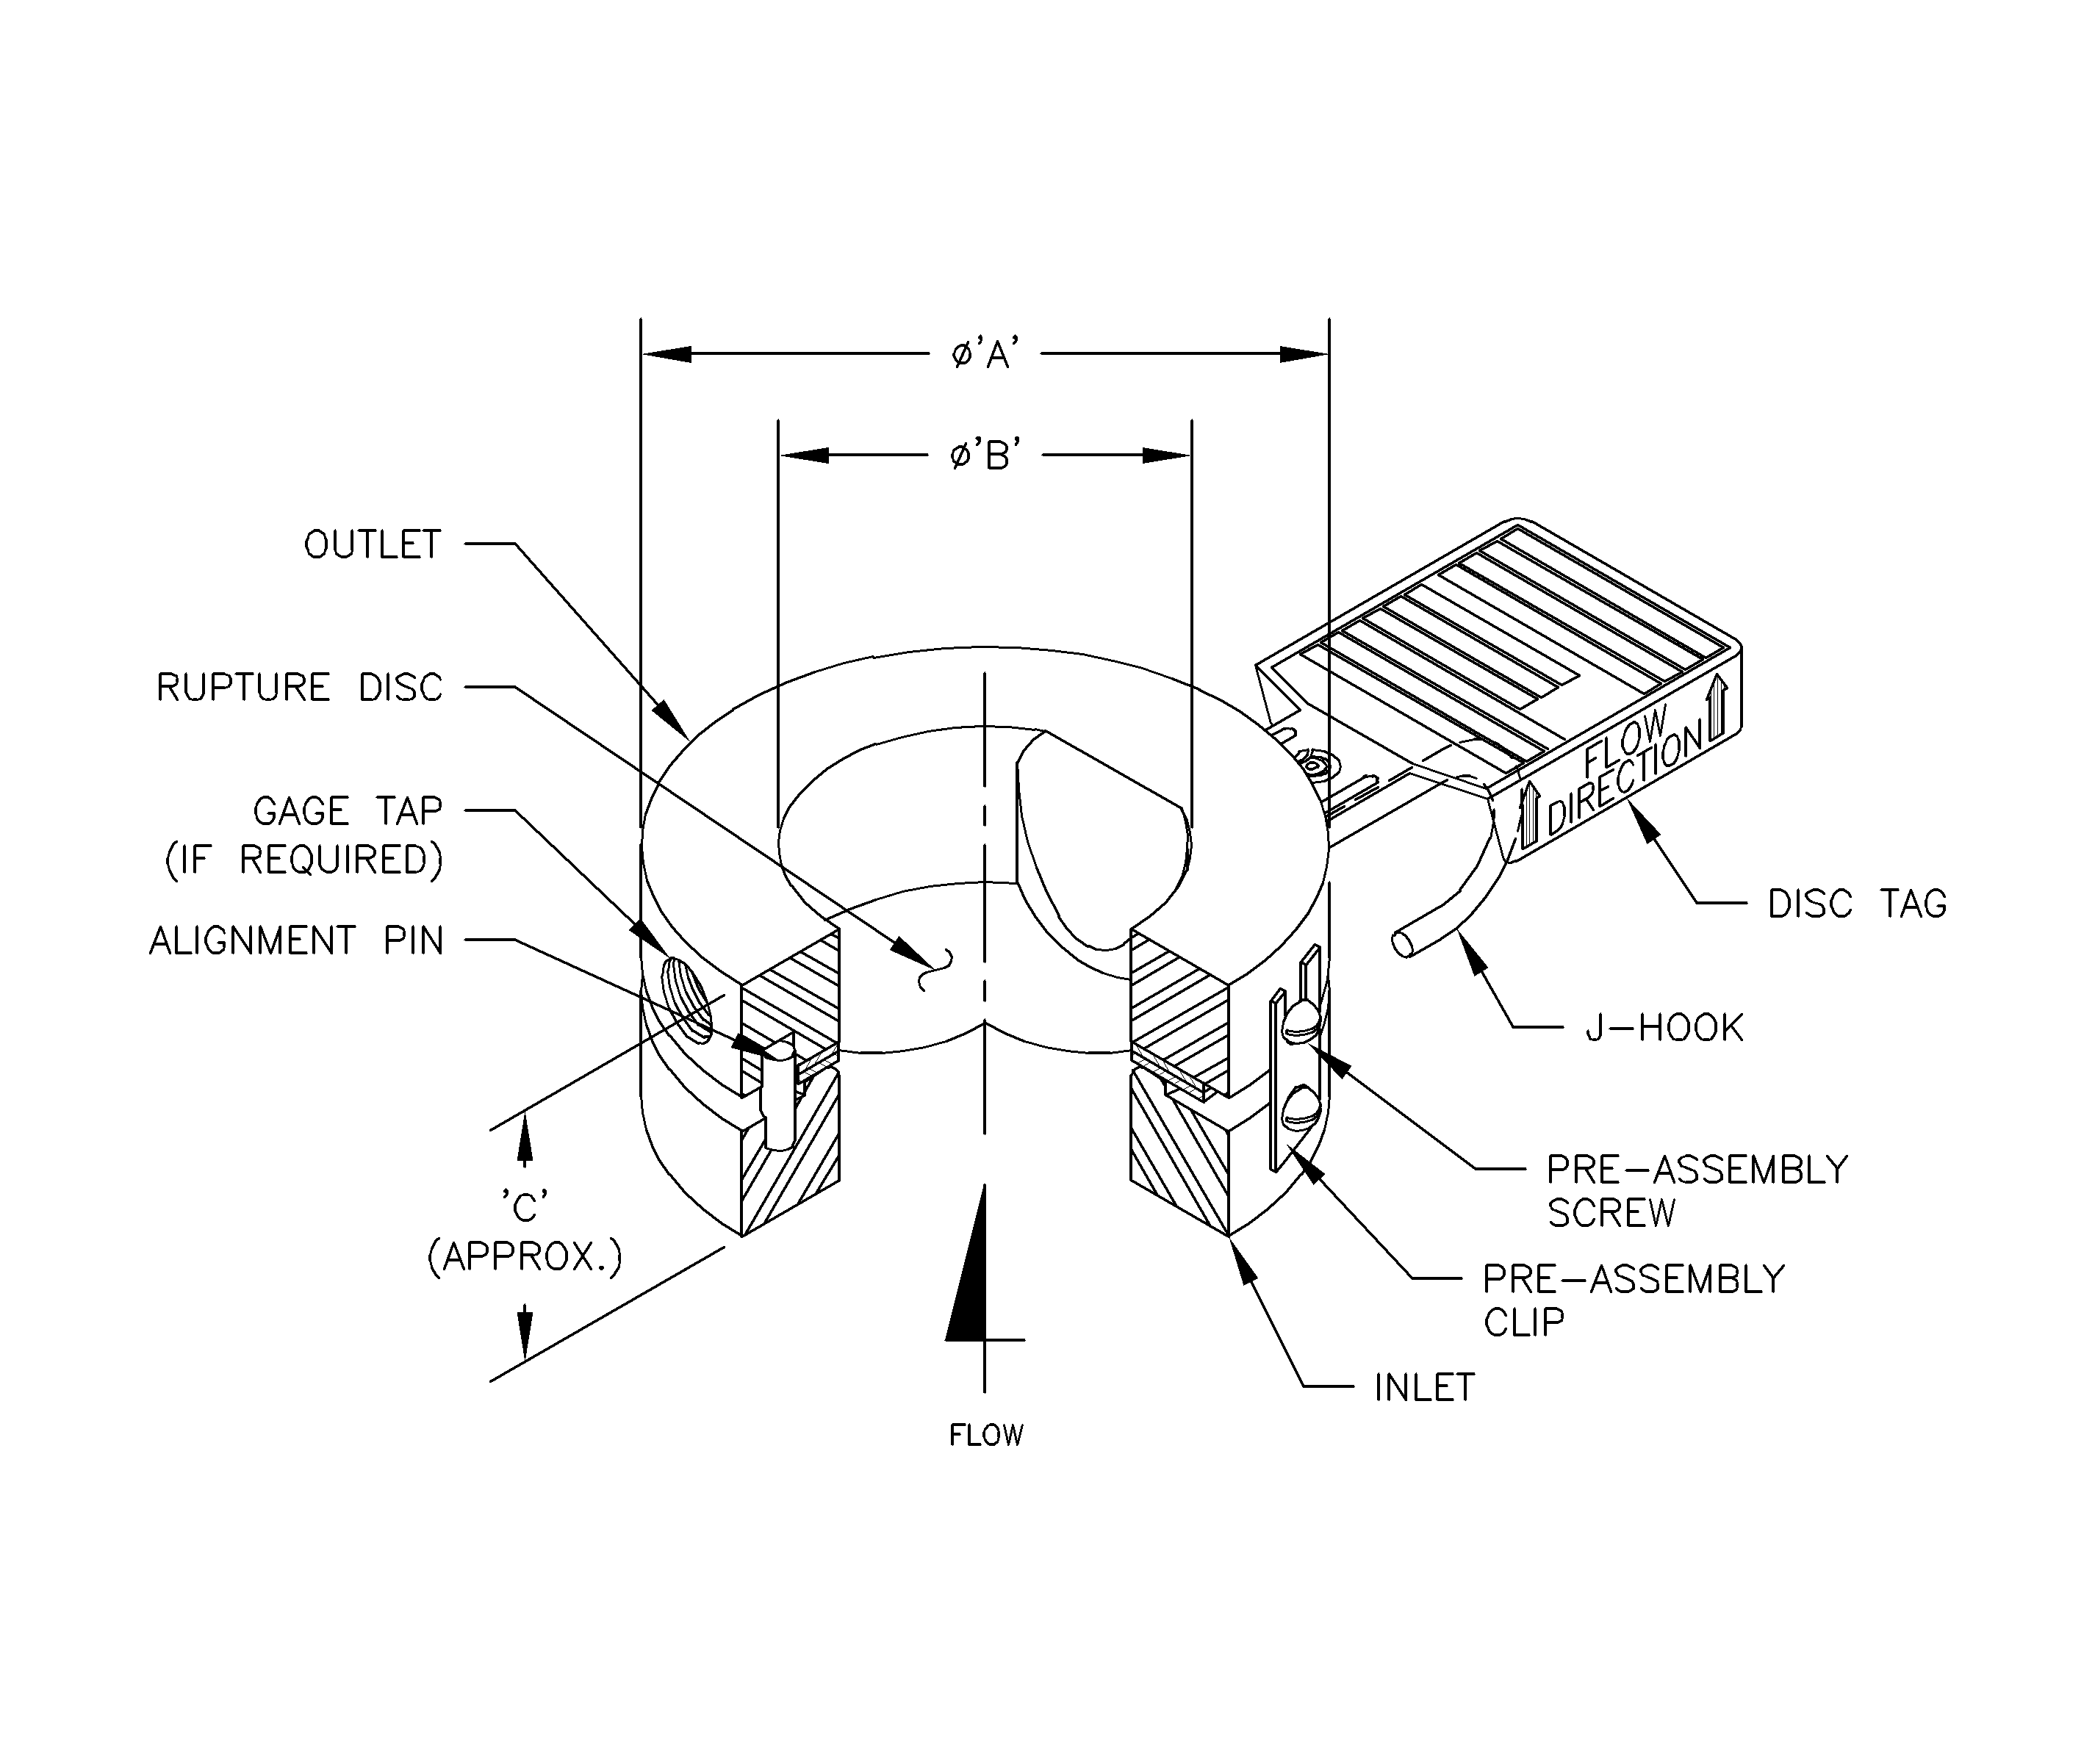 ø'A'
ø'B'
OUTLET
RUPTURE DISC
GAGE TAP
(IF REQUIRED)
ALIGNMENT PIN
'C'
(APPROX.)
FLOW
FLOW
DIRECTION
DISC TAG
J-HOOK
PRE-ASSEMBLY
SCREW
PRE-ASSEMBLY
CLIP
INLET